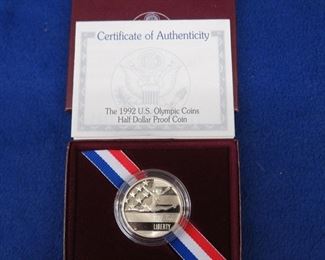 Certificate of Authenticity
The 1992 U.S. Olympic Coins
Half Dollar Proof Coin
LIBERTY